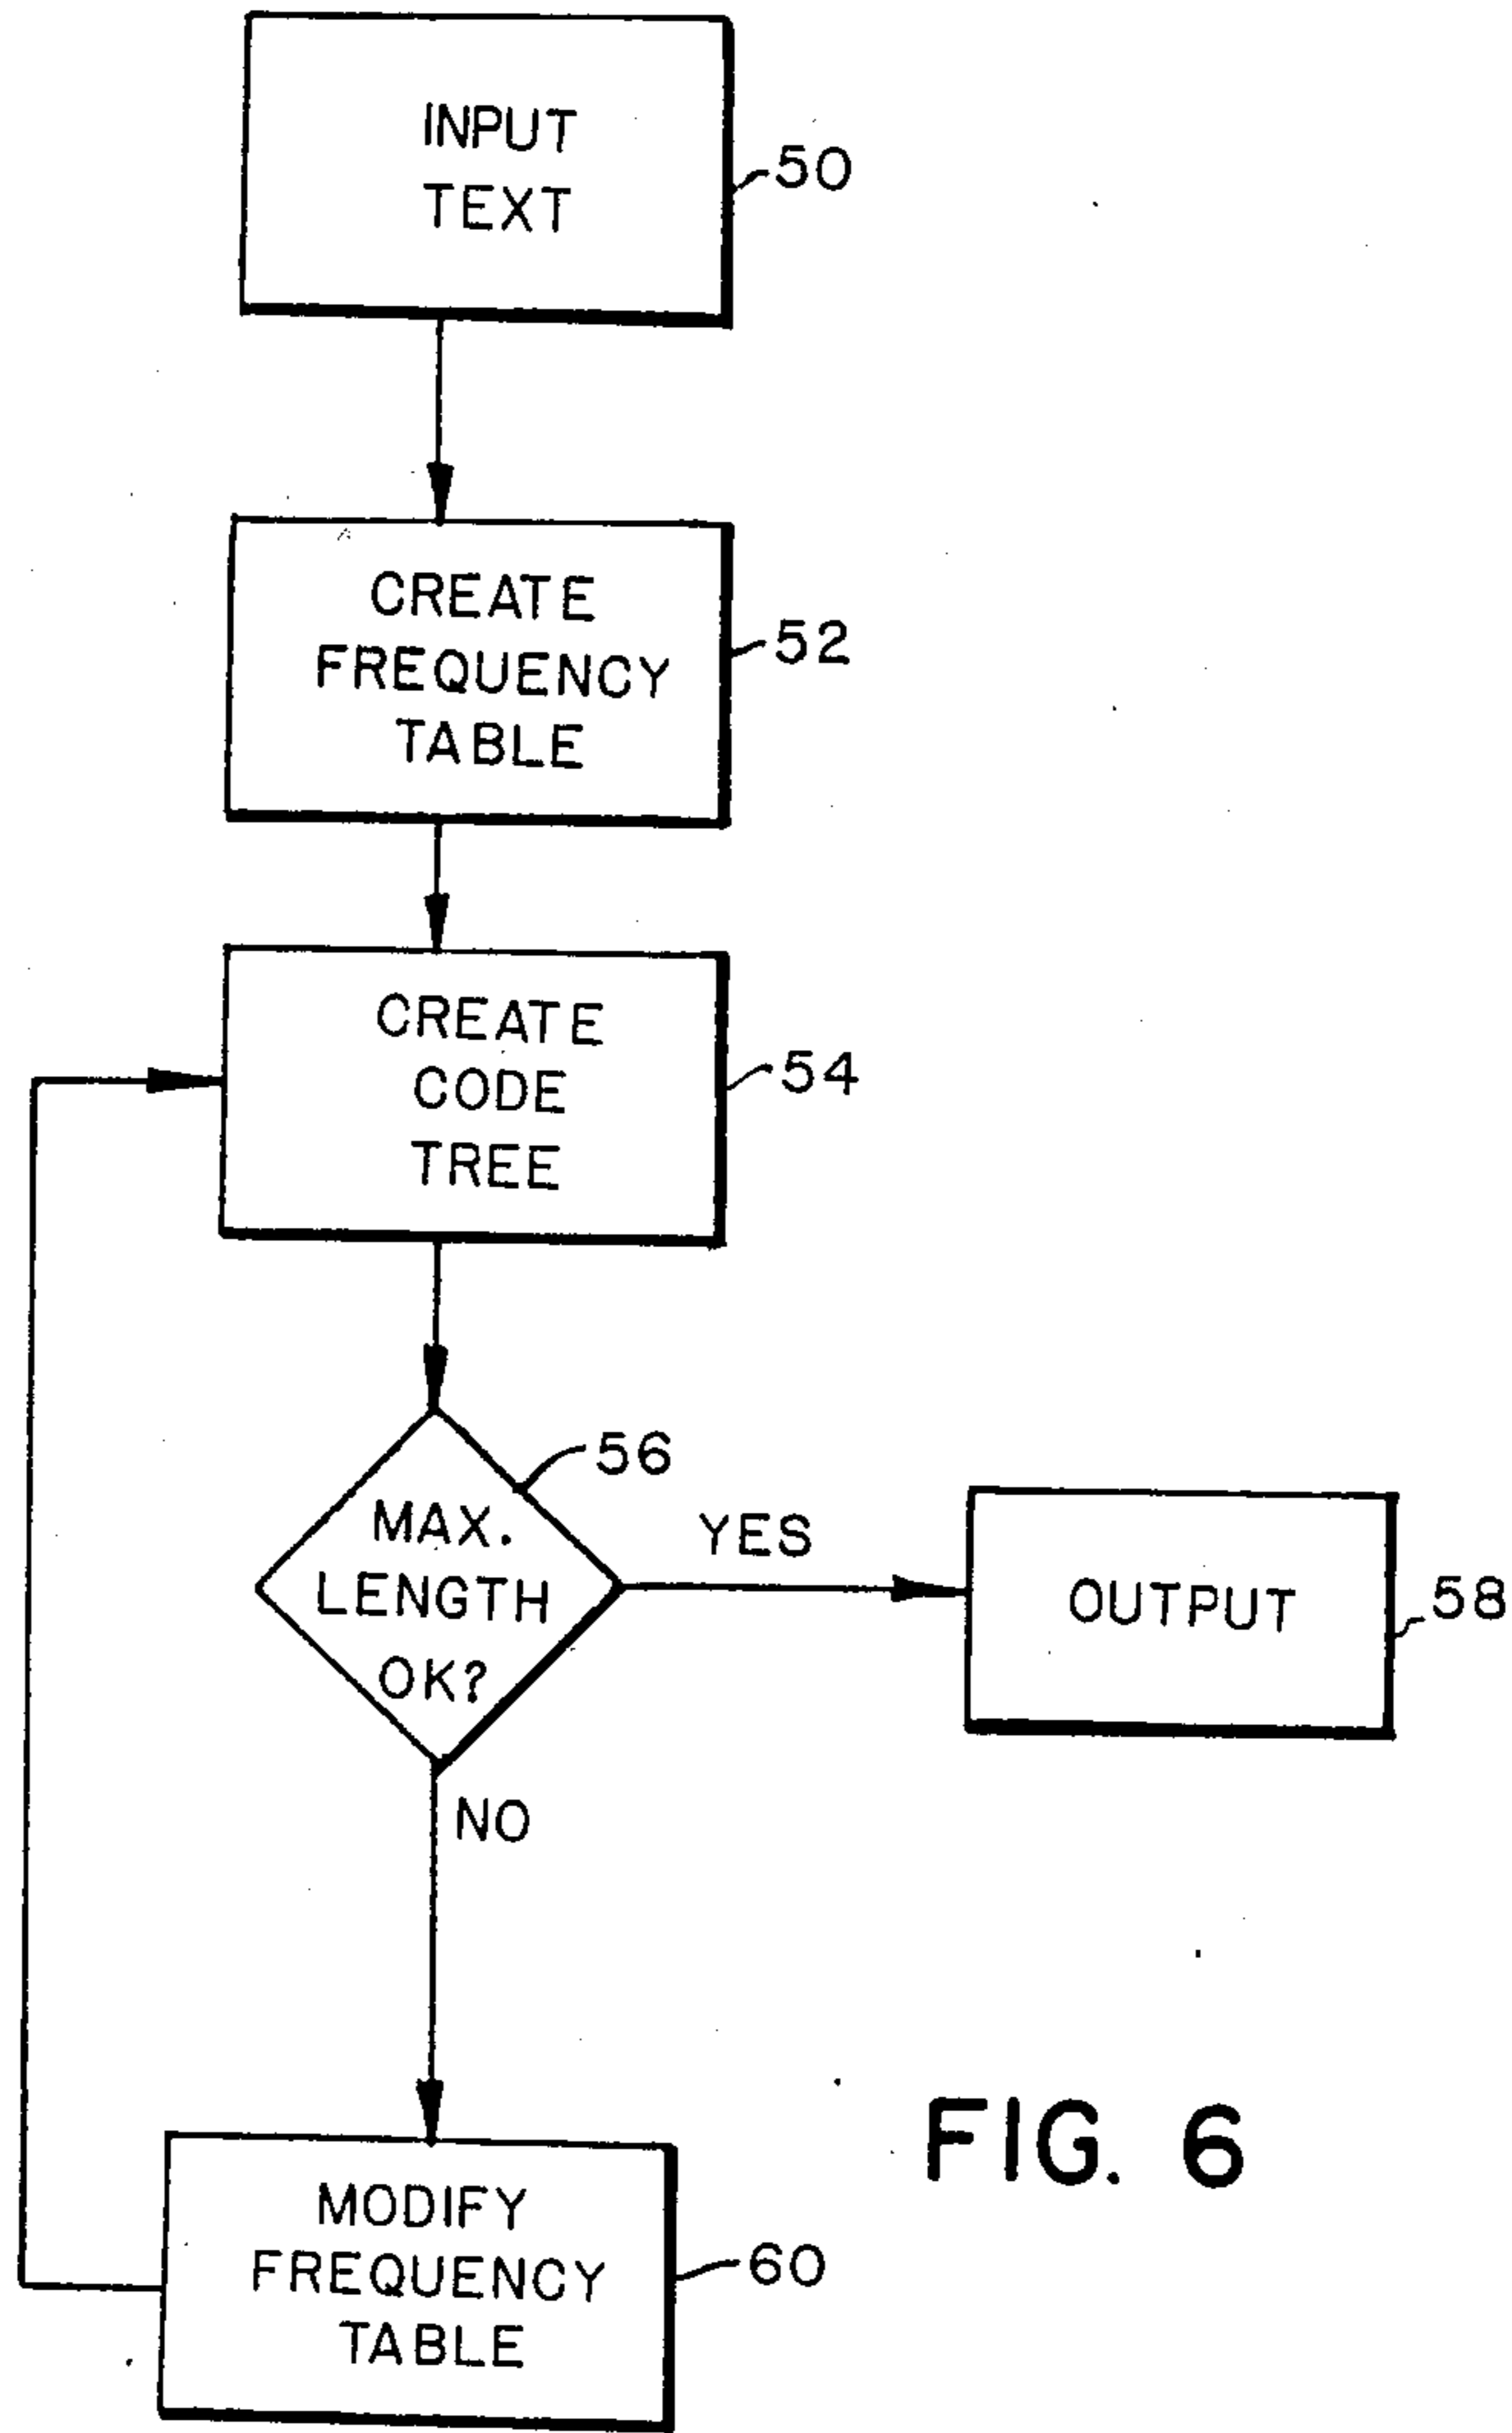 INPUT
TEXT
50
CREATE
FREQUENCY
TABLE
52
CREATE
CODE
TREE
54
56
MAX.
LENGTH
OK?
YES
OUTPUT
58
NO
MODIFY
FREQUENCY
TABLE
60
FIG. 6